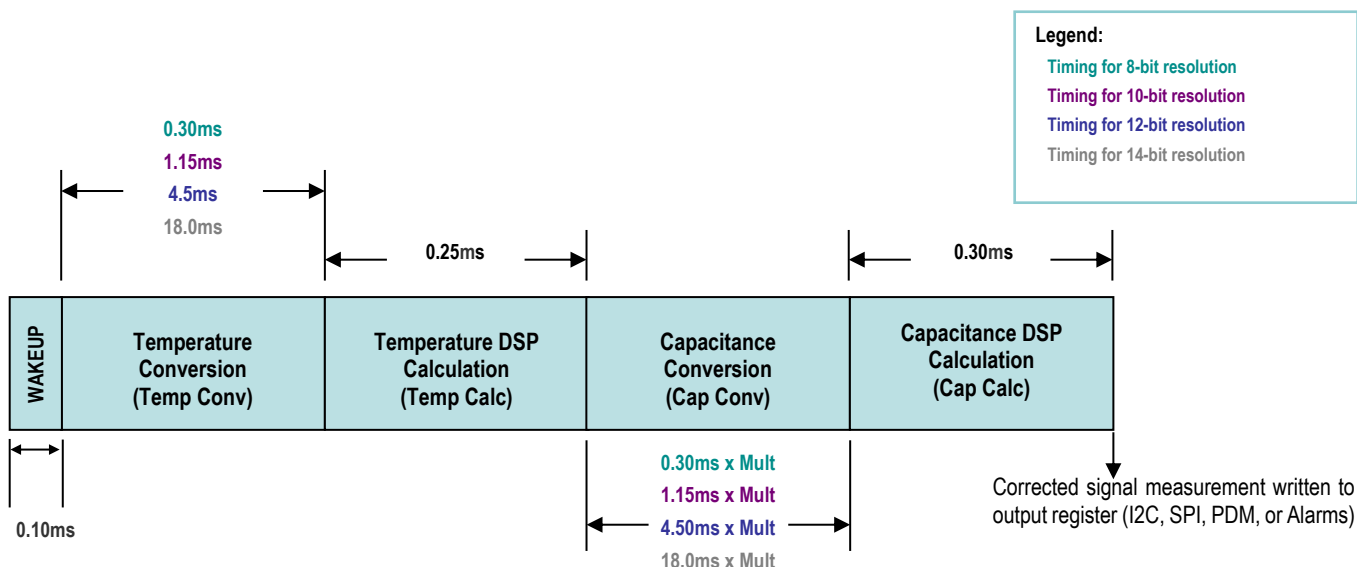 Legend:
Timing for 8-bit resolution
Timing for 10-bit resolution
Timing for 12-bit resolution
Timing for 14-bit resolution
0.30ms
1.15ms
4.5ms
18.0ms
0.25ms
0.30ms
WAKEUP
Temperature
Conversion
(Temp Conv)
Temperature DSP
Calculation
(Temp Calc)
Capacitance
Conversion
(Cap Conv)
Capacitance DSP
Calculation
(Cap Calc)
0.10ms
0.30ms x Mult
1.15ms x Mult
4.50ms x Mult
18.0ms x Mult
Corrected signal measurement written to
output register (I2C, SPI, PDM, or Alarms)